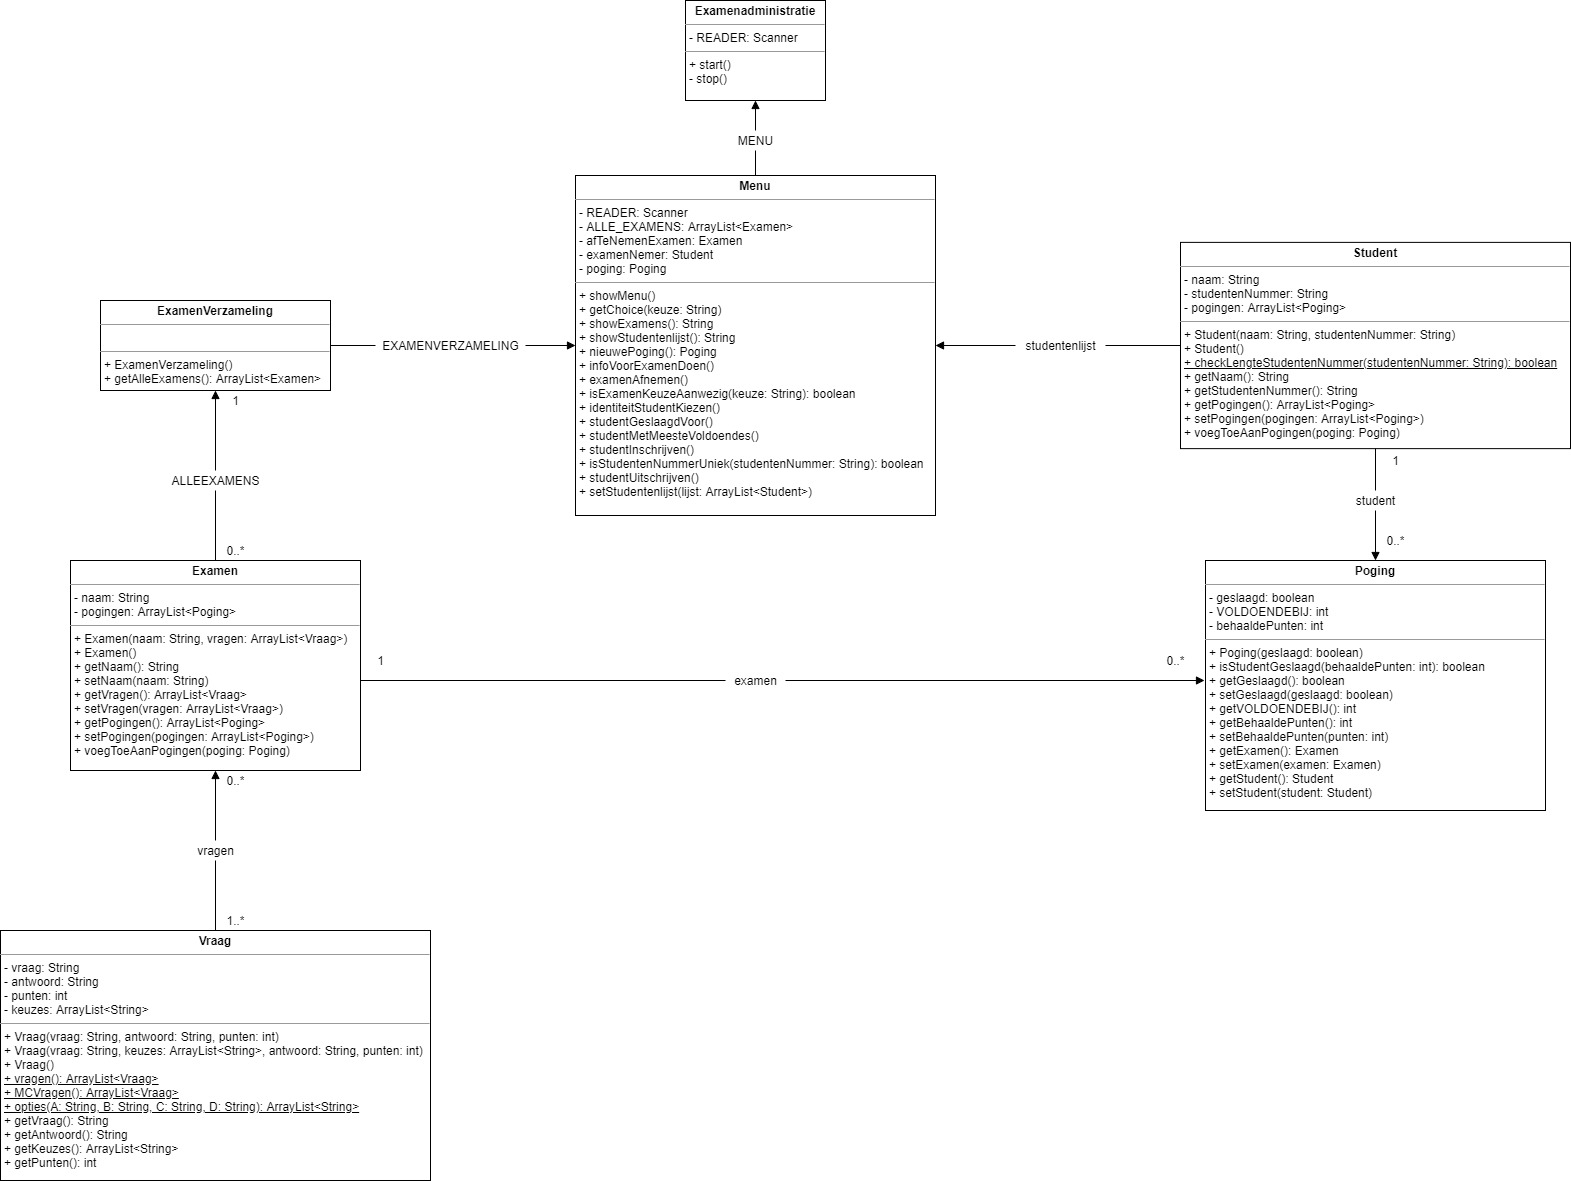 Examenadministratie
- READER: Scanner
+ start()
- stop()
MENU
Menu
- READER: Scanner
- ALLE_EXAMENS: ArrayList<Examen>
- afTeNemenExamen: Examen
- examenNemer: Student
- poging: Poging
+ showMenu()
+ getChoice(keuze: String)
+ showExamens(): String
+ showStudentenlijst(): String
+ nieuwePoging(): Poging
+ infoVoorExamenDoen()
+ examenAfnemen()
+ isExamenKeuzeAanwezig(keuze: String): boolean
+ identiteitStudentKiezen()
+ studentGeslaagdVoor()
+ studentMetMeesteVoldoendes()
+ studentInschrijven()
+ isStudentenNummerUniek(studentenNummer: String): boolean
+ studentUitschrijven()
+ setStudentenlijst(lijst: ArrayList<Student>)
Student
- naam: String
- studentenNummer: String
- pogingen: ArrayList<Poging>
+ Student(naam: String, studentenNummer: String)
+ Student()
+ checkLengteStudentenNummer(studentenNummer: String): boolean
+ getNaam(): String
+ getStudentenNummer(): String
+ getPogingen(): ArrayList<Poging>
+ setPogingen(pogingen: ArrayList<Poging>)
+ voegToeAanPogingen(poging: Poging)
ExamenVerzameling
+ ExamenVerzameling()
+ getAlleExamens(): ArrayList<Examen>
EXAMENVERZAMELING
studentenlijst
1
ALLEEXAMENS
0..*
1
student
0..*
Examen
- naam: String
- pogingen: ArrayList<Poging>
+ Examen(naam: String, vragen: ArrayList<Vraag>)
+ Examen()
+ getNaam(): String
+ setNaam(naam: String)
+ getVragen(): ArrayList<Vraag>
+ setVragen(vragen: ArrayList<Vraag>)
+ getPogingen(): ArrayList<Poging>
+ setPogingen(pogingen: ArrayList<Poging>)
+ voegToeAanPogingen(poging: Poging)
1
examen
0..*
Poging
- geslaagd: boolean
- VOLDOENDEBIJ: int
- behaaldePunten: int
+ Poging(geslaagd: boolean)
+ isStudentGeslaagd(behaaldePunten: int): boolean
+ getGeslaagd(): boolean
+ setGeslaagd(geslaagd: boolean)
+ getVOLDOENDEBIJ(): int
+ getBehaaldePunten(): int
+ setBehaaldePunten(punten: int)
+ getExamen(): Examen
+ setExamen(examen: Examen)
+ getStudent(): Student
+ setStudent(student: Student)
0..*
vragen
1..*
Vraag
- vraag: String
- antwoord: String
- punten: int
- keuzes: ArrayList<String>
+ Vraag(vraag: String, antwoord: String, punten: int)
+ Vraag(vraag: String, keuzes: ArrayList<String>, antwoord: String, punten: int)
+ Vraag()
+ vragen(): ArrayList<Vraag>
+ MCVragen(): ArrayList<Vraag>
+ opties(A: String, B: String, C: String, D: String): ArrayList<String>
+ getVraag(): String
+ getAntwoord(): String
+ getKeuzes(): ArrayList<String>
+ getPunten(): int